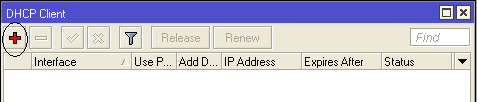 DHCP Client
Release Renew Find
Interface Use P... Add D... IP Address Expires After Status